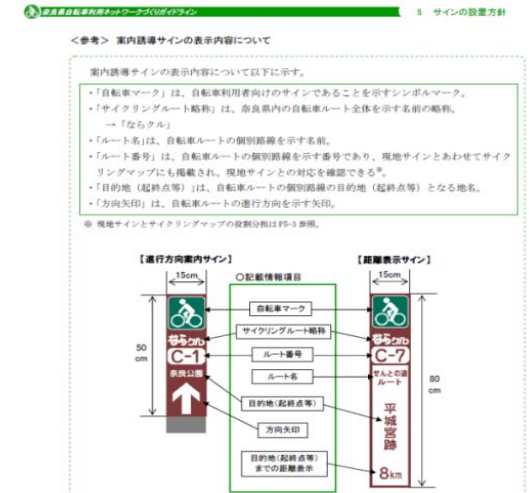 奈良県自転車利用ネットワークづくりガイドライン
5 サインの設置方針
<参考> 案内誘導サインの表示内容について
案内誘導サインの表示内容について以下に示す。
・「自転車マーク」は、自転車利用者向けのサインであることを示すシンボルマーク。
・「サイクリングルート略称」は、奈良県内の自転車ルート全体を示す名前の略称。
→「ならクル」
・「ルート名」は、自転車ルートの個別路線を示す名前。
・「ルート番号」は、自転車ルートの個別路線を示す番号であり、現地サインとあわせてサイク
リングマップにも掲載され、現地サインとの対応を確認できる※。
・「目的地（起終点等）」は、自転車ルートの個別路線の目的地（起終点等）となる地名。
・「方向矢印」は、自転車ルートの進行方向を示す矢印。
※ 現地サインとサイクリングマップの役割分担は P5-3 参照。
【進行方向案内サイン】
【距離表示サイン】
15cm
○記載情報項目
15cm
自転車マーク
サイクリングルート略称
ならクル
ならクル
50
cm
C-1
ルート番号
C-7
奈良公園
ルート名
せんとの道
ルート
80
cm
目的地（起終点等）
平城宮跡
方向矢印
目的地（起終点等）
までの距離表示
8km